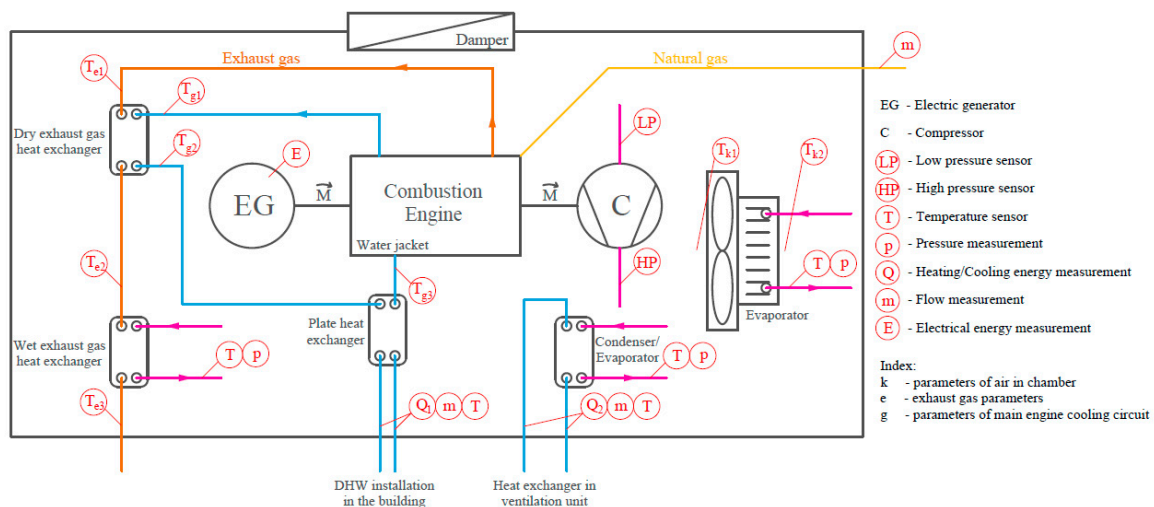 Damper
Exhaust gas
Natural gas
m
Te1
Tg1
Dry exhaust gas
heat exchanger
Tg2
E
EG
M
Combustion
Engine
Water jacket
M
C
LP
HP
Tk1
Tk2
T p
Evaporator
Te2
Tg3
Plate heat
exchanger
Wet exhaust gas
heat exchanger
T p
Te3
Condenser/
Evaporator
T p
Q1 m T
Q2 m T
DHW installation
in the building
Heat exchanger in
ventilation unit
EG - Electric generator
C - Compressor
LP - Low pressure sensor
HP - High pressure sensor
T - Temperature sensor
p - Pressure measurement
Q - Heating/Cooling energy measurement
m - Flow measurement
E - Electrical energy measurement
Index:
k - parameters of air in chamber
e - exhaust gas parameters
g - parameters of main engine cooling circuit